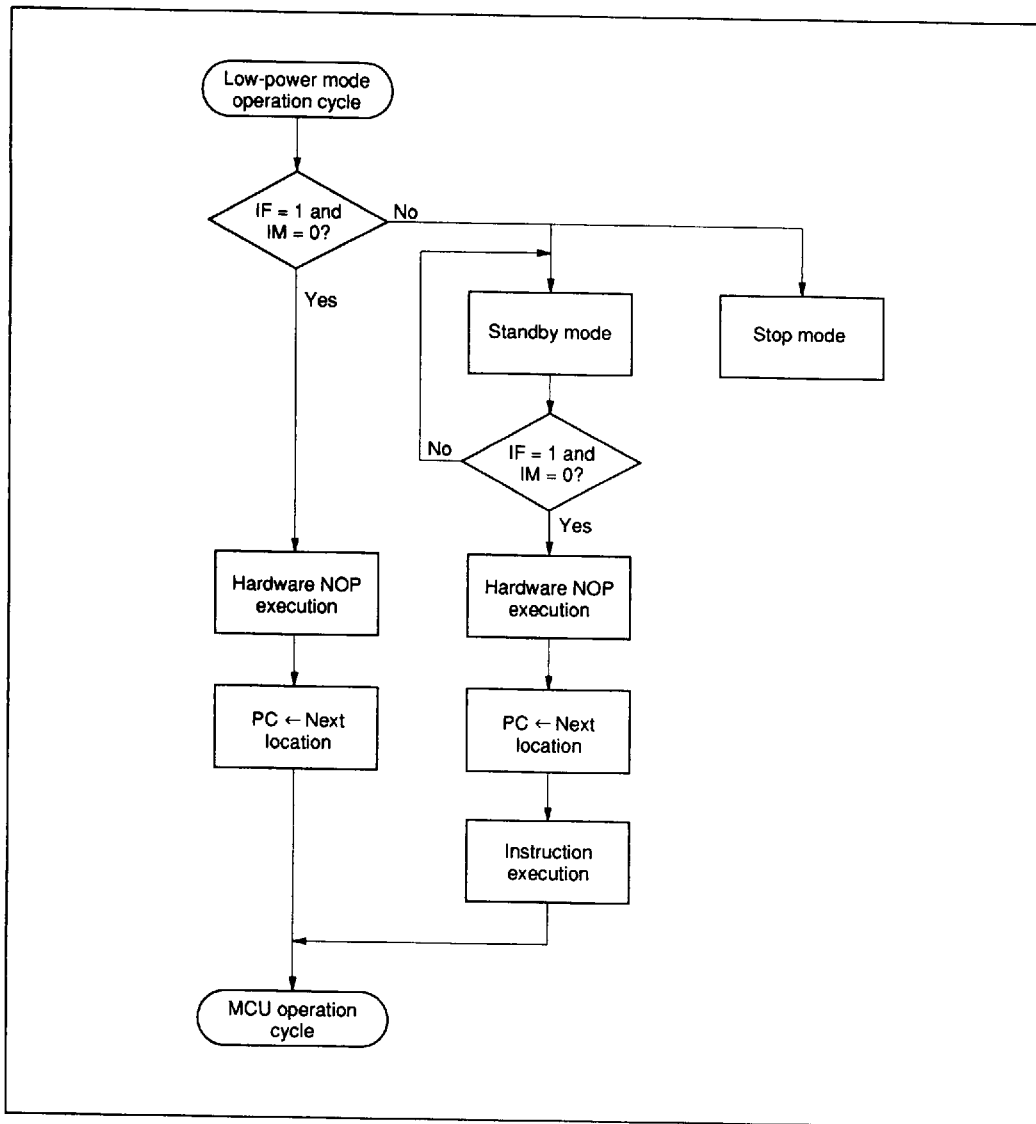 Low-power mode
operation cycle
IF = 1 and
IM = 0?
No
Yes
Standby mode
Stop mode
IF = 1 and
IM = 0?
No
Yes
Hardware NOP
execution
Hardware NOP
execution
PC ← Next
location
PC ← Next
location
Instruction
execution
MCU operation
cycle